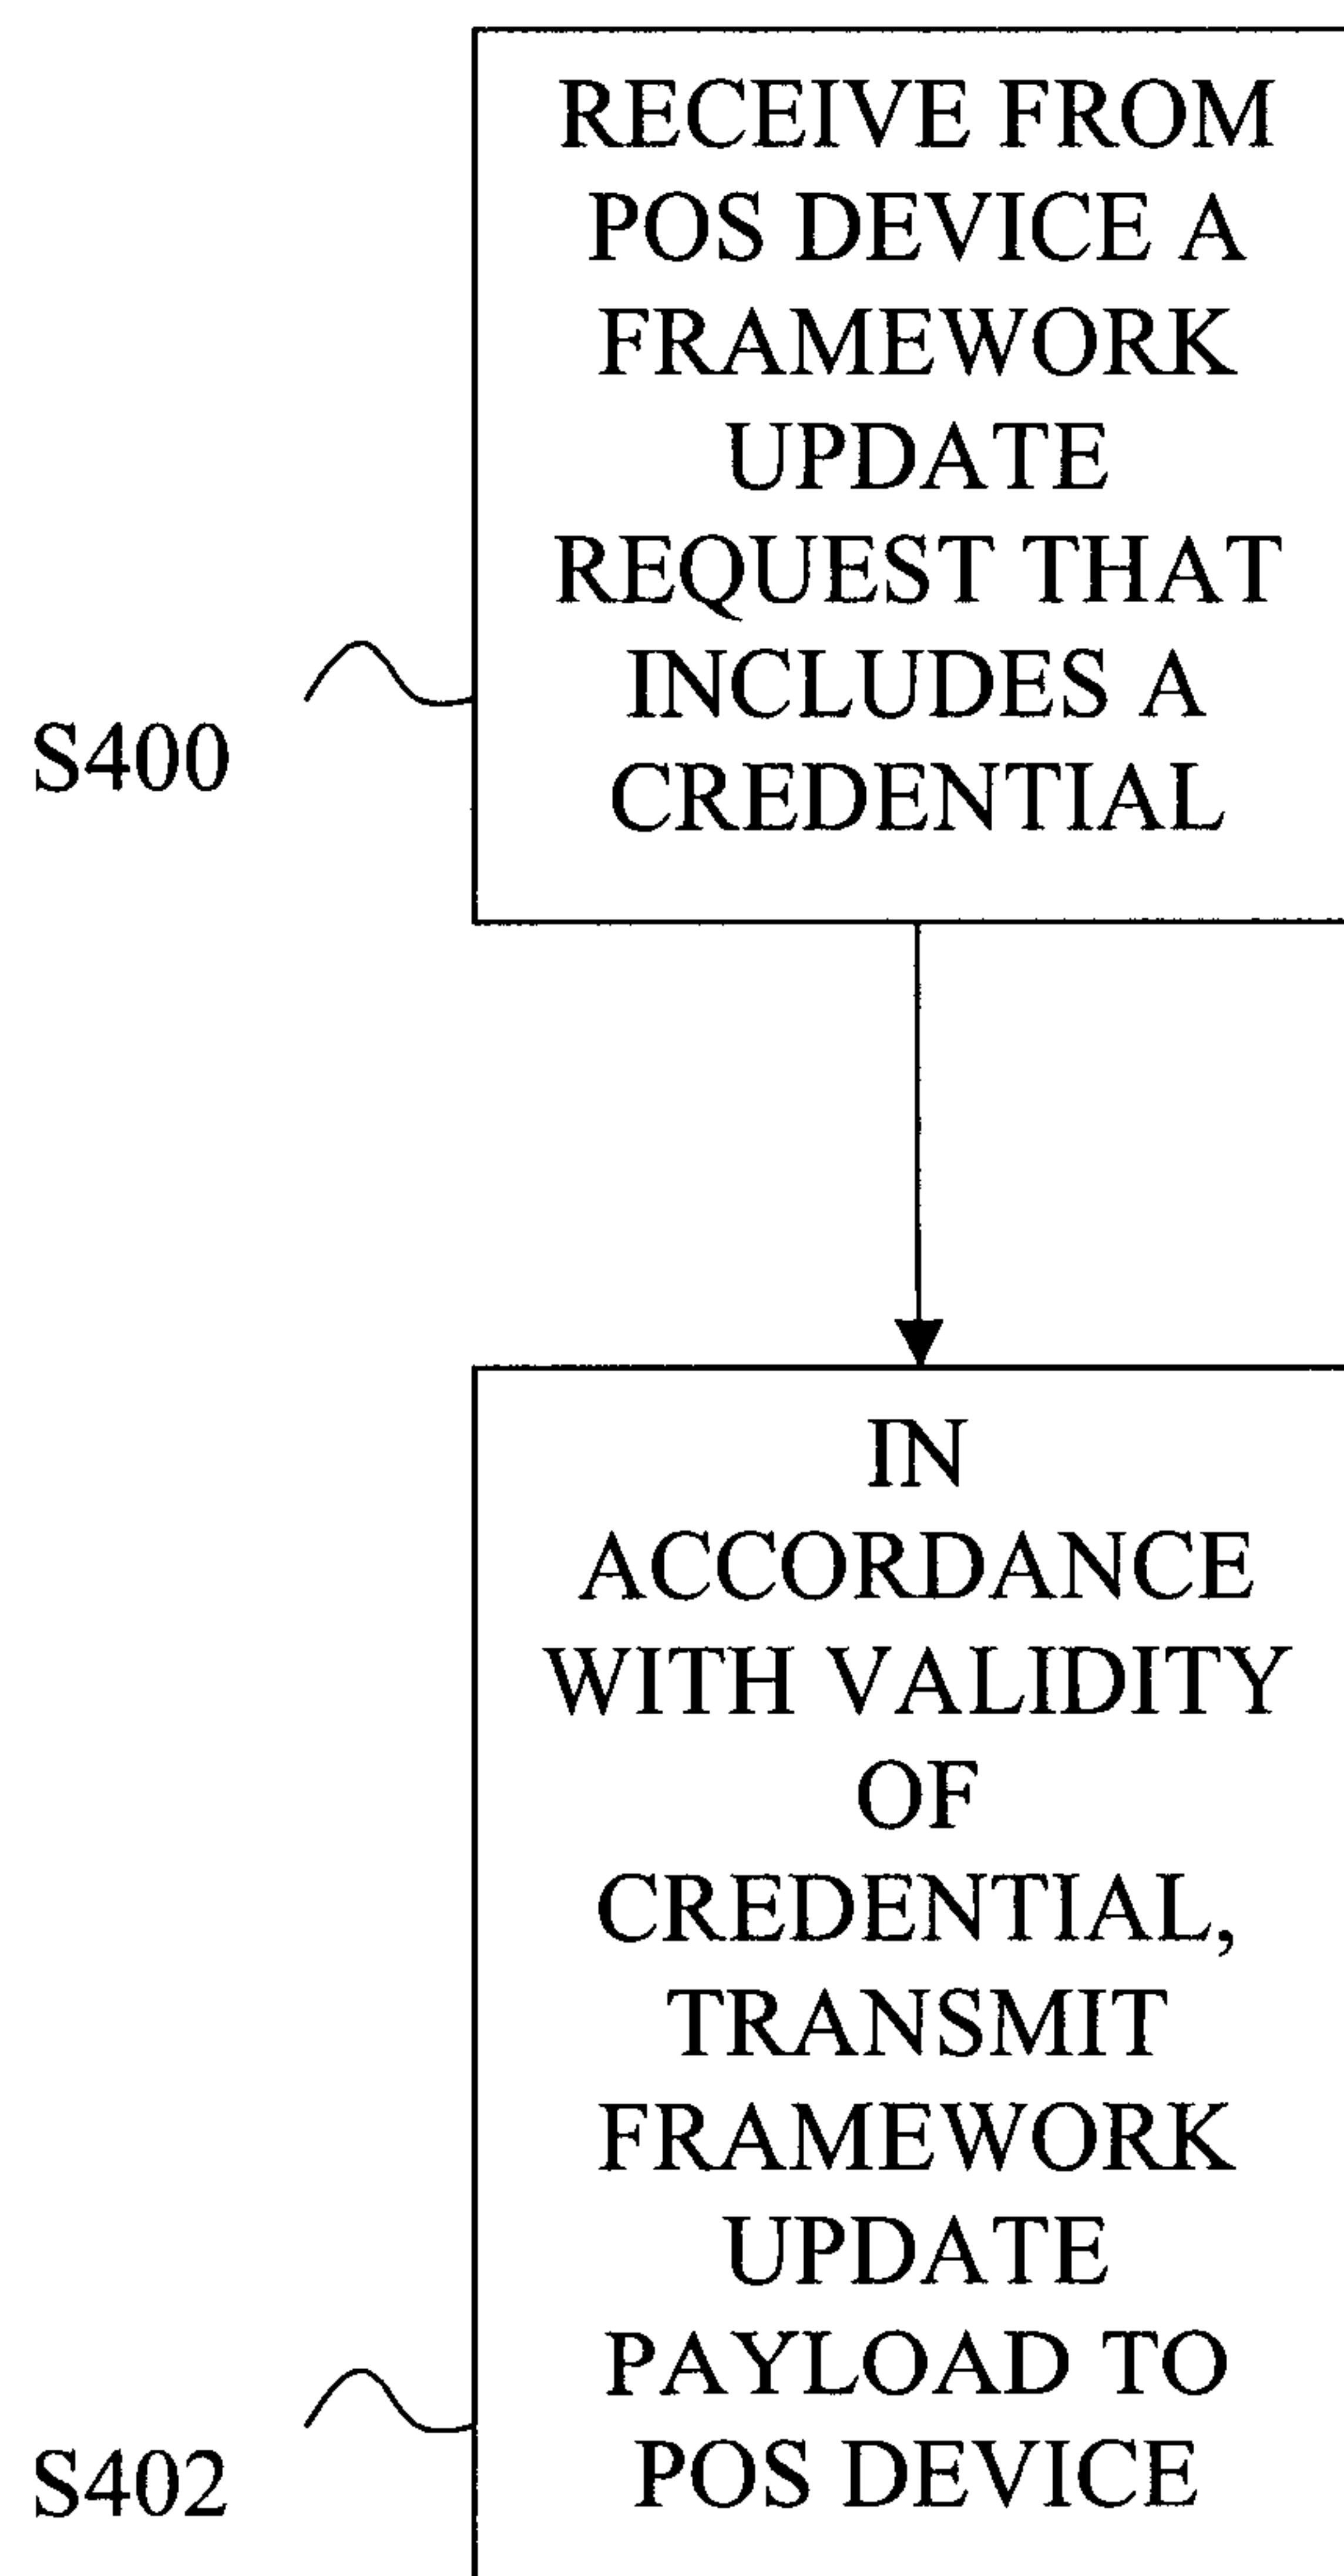 RECEIVE FROM
POS DEVICE A
FRAMEWORK
UPDATE
REQUEST THAT
INCLUDES A
CREDENTIAL
S400
IN
ACCORDANCE
WITH VALIDITY
OF
CREDENTIAL,
TRANSMIT
FRAMEWORK
UPDATE
PAYLOAD TO
POS DEVICE
S402